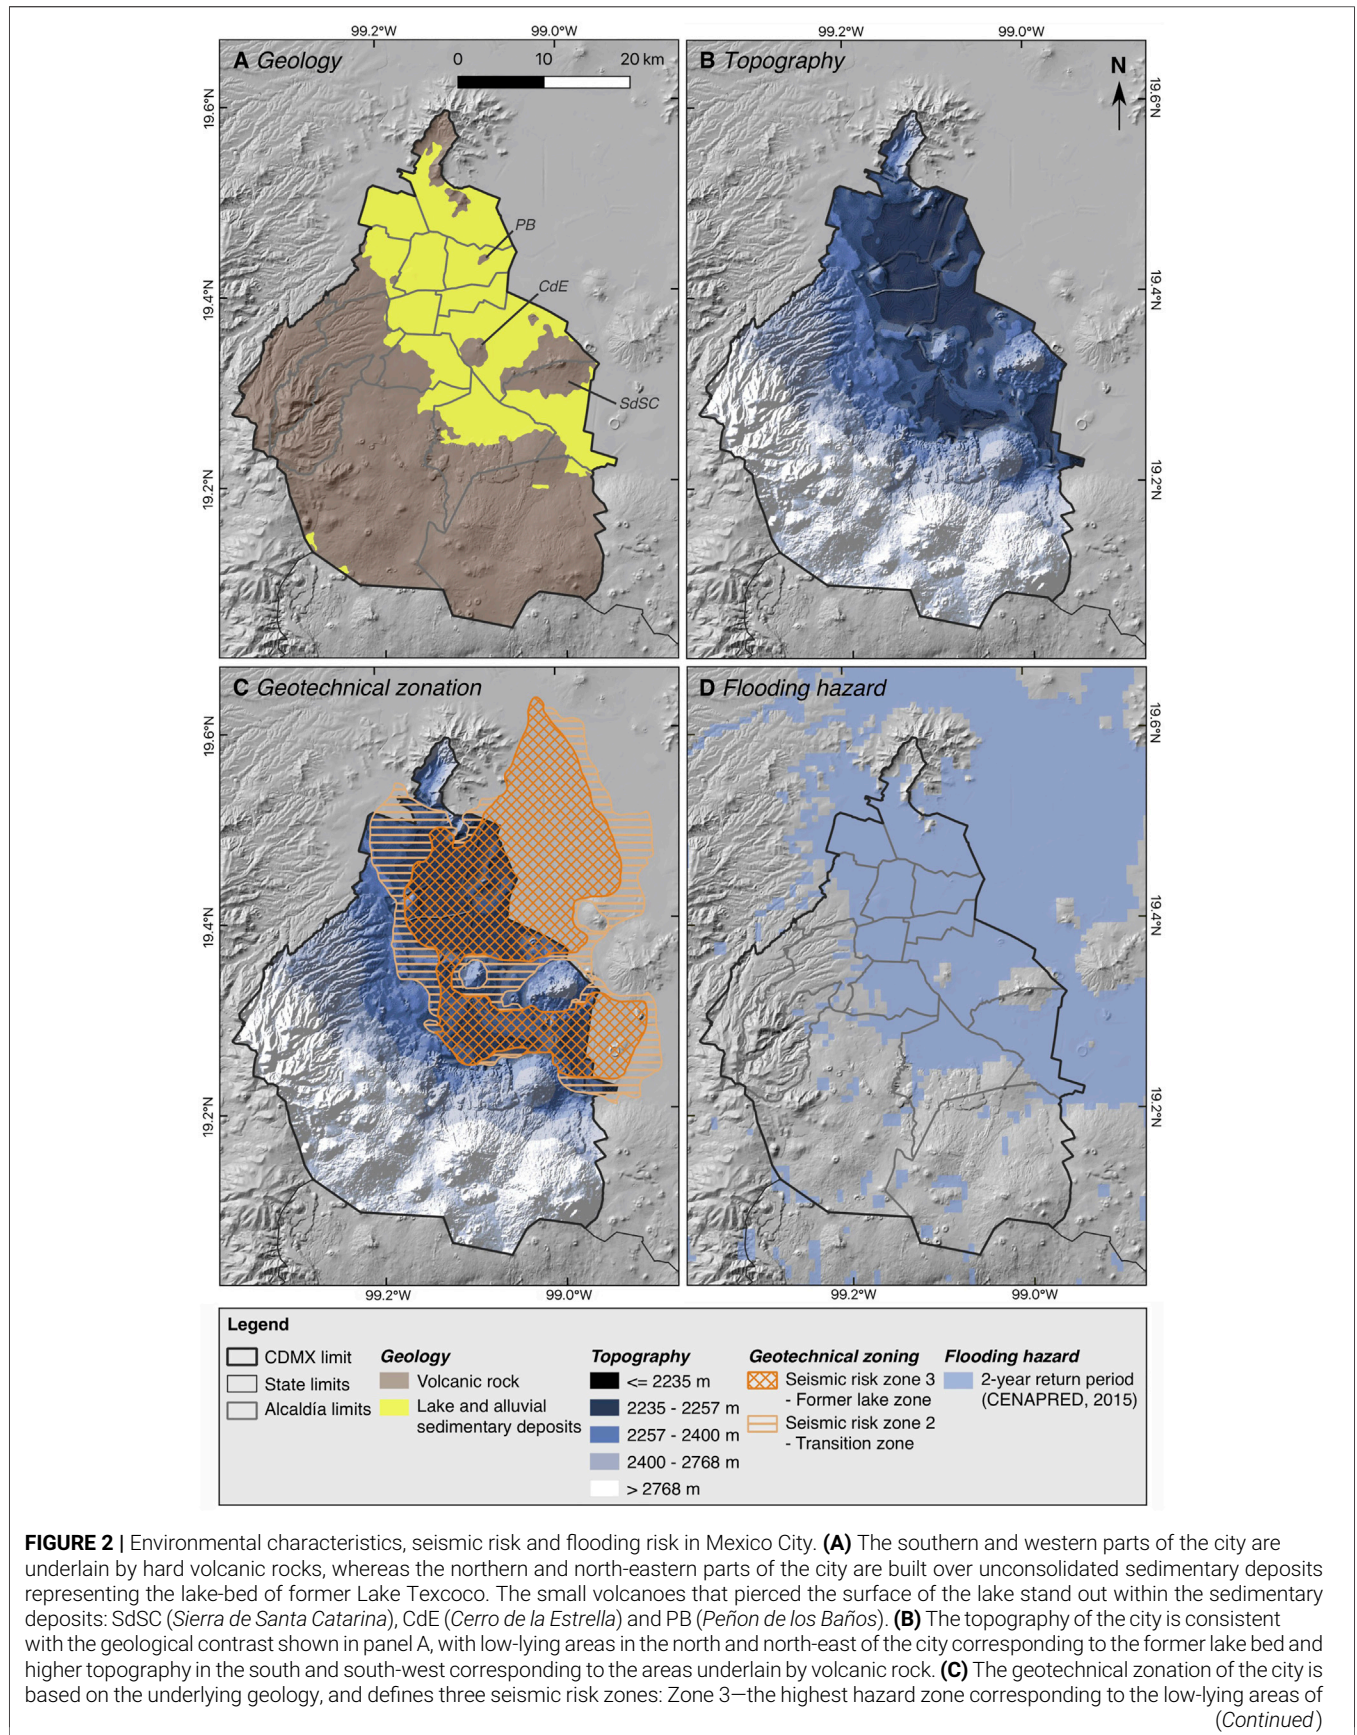 99.2°W
99.0°W
99.2°W
99.0°W
A Geology
0 10 20 km
B Topography
N
19.6°N
19.6°N
PB
CdE
19.4°N
19.4°N
SdSC
19.2°N
19.2°N
C Geotechnical zonation
D Flooding hazard
19.6°N
19.6°N
19.4°N
19.4°N
19.2°N
19.2°N
99.2°W
99.0°W
99.2°W
99.0°W
Legend
CDMX limit
State limits
Alcaldía limits
Geology
Volcanic rock
Lake and alluvial
sedimentary deposits
Topography
<= 2235 m
2235 - 2257 m
2257 - 2400 m
2400 - 2768 m
> 2768 m
Geotechnical zoning
Seismic risk zone 3
- Former lake zone
Seismic risk zone 2
- Transition zone
Flooding hazard
2-year return period
(CENAPRED, 2015)
FIGURE 2 | Environmental characteristics, seismic risk and flooding risk in Mexico City. (A) The southern and western parts of the city are
underlain by hard volcanic rocks, whereas the northern and north-eastern parts of the city are built over unconsolidated sedimentary deposits
representing the lake-bed of former Lake Texcoco. The small volcanoes that pierced the surface of the lake stand out within the sedimentary
deposits: SdSC (Sierra de Santa Catarina), CdE (Cerro de la Estrella) and PB (Peñon de los Baños). (B) The topography of the city is consistent
with the geological contrast shown in panel A, with low-lying areas in the north and north-east of the city corresponding to the former lake bed and
higher topography in the south and south-west corresponding to the areas underlain by volcanic rock. (C) The geotechnical zonation of the city is
based on the underlying geology, and defines three seismic risk zones: Zone 3—the highest hazard zone corresponding to the low-lying areas of
(Continued)